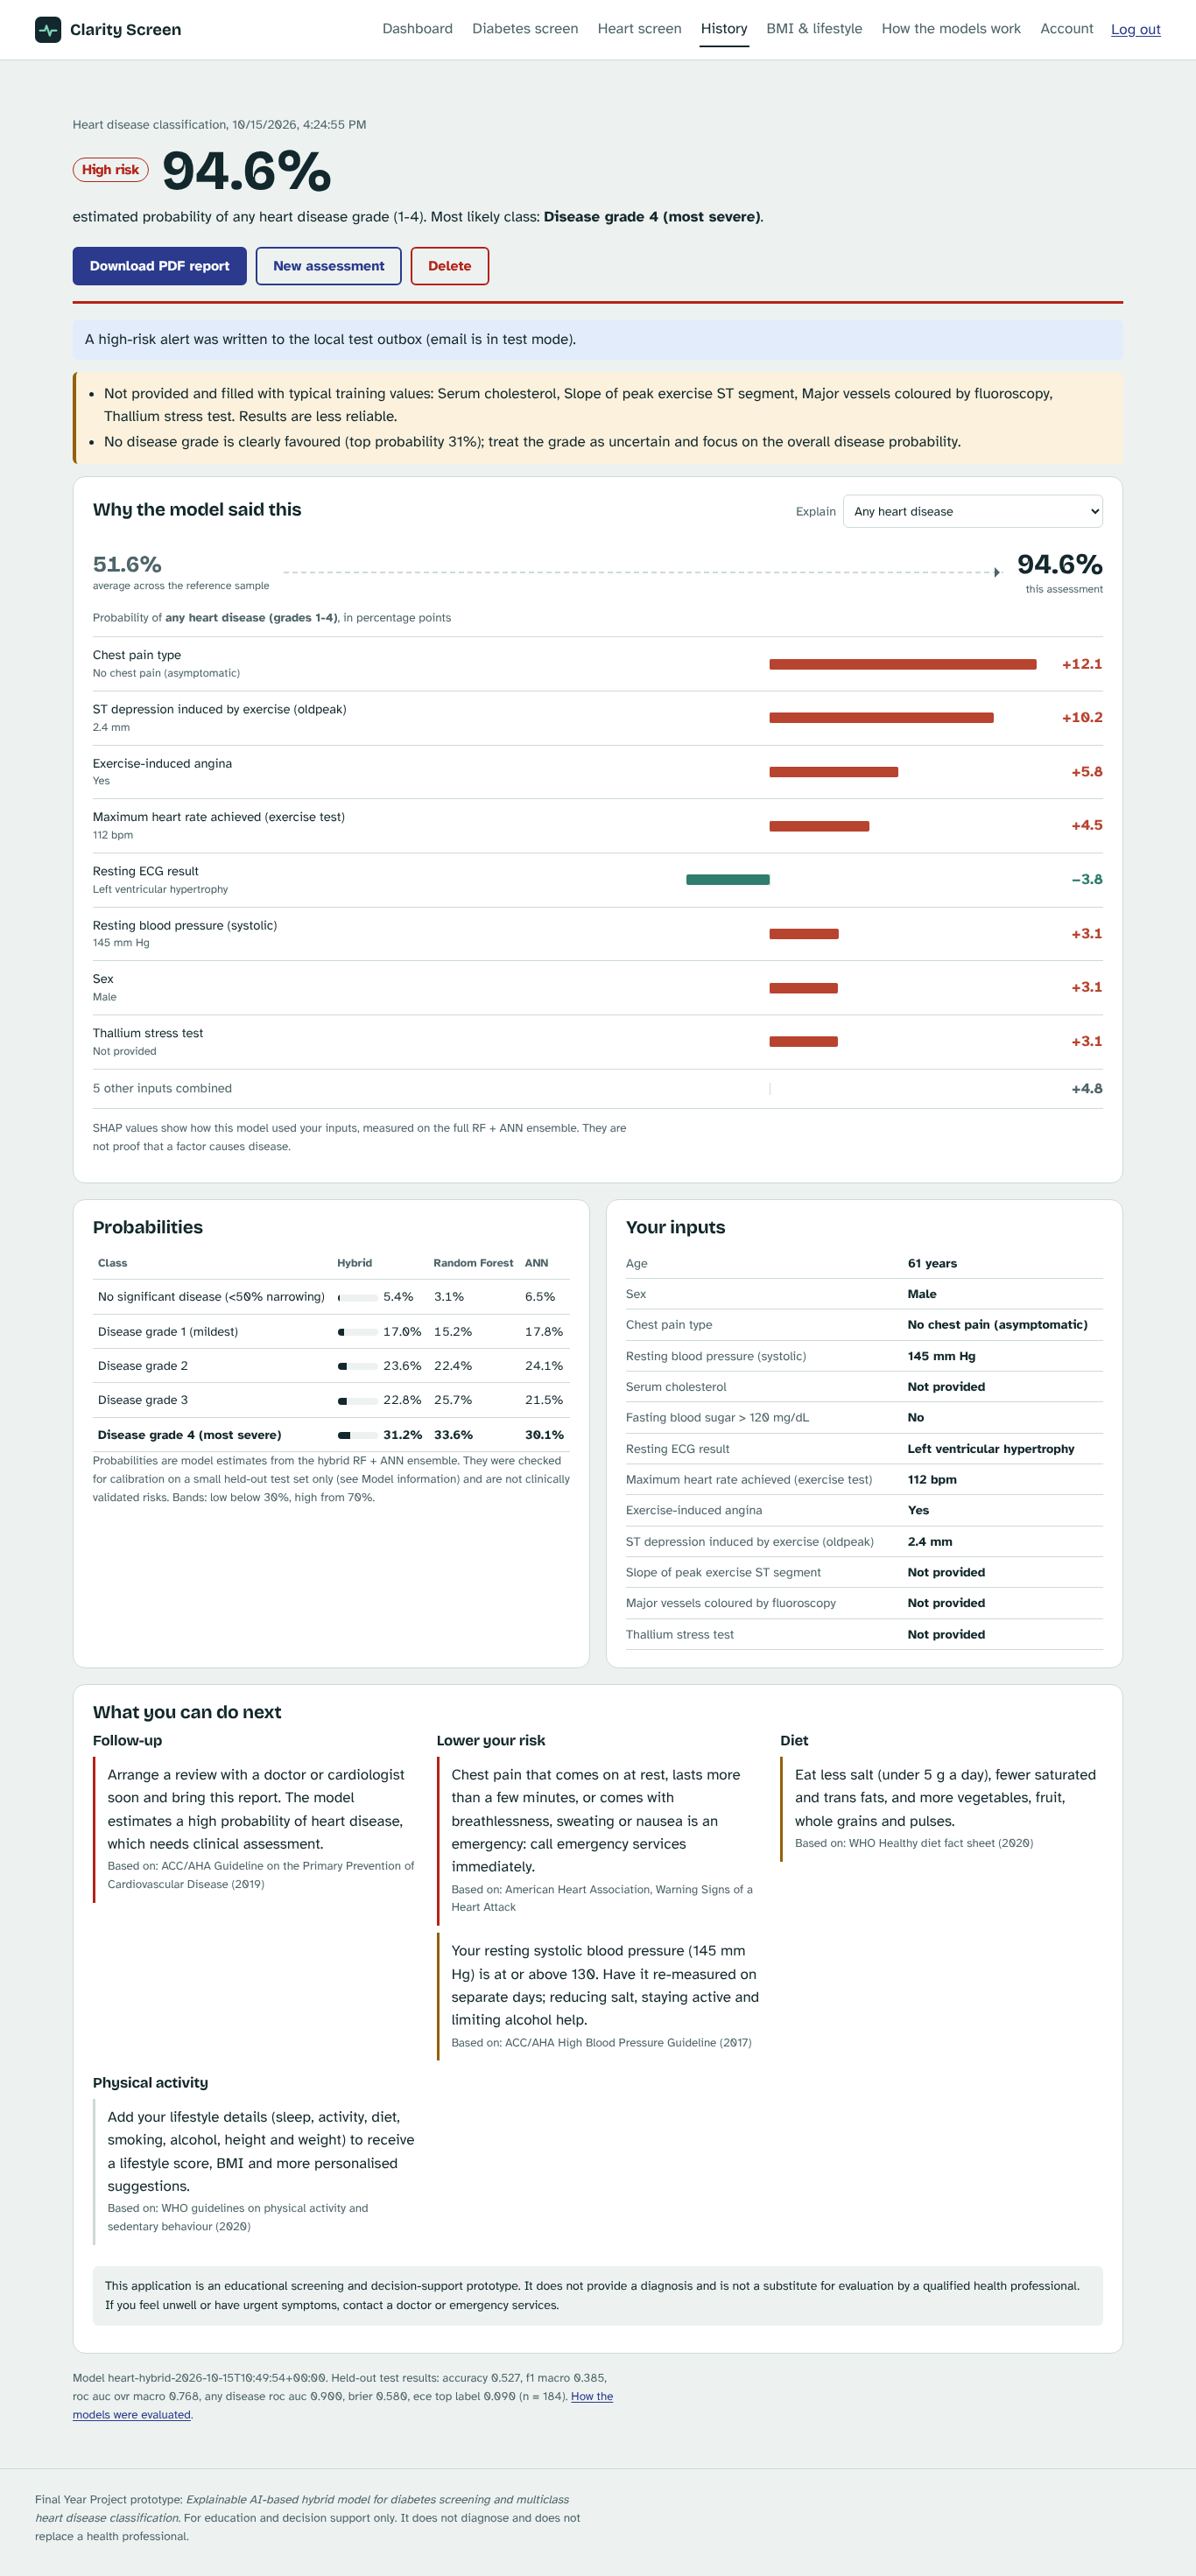 Clarity Screen
Dashboard Diabetes screen Heart screen History BMI & lifestyle How the models work Account Log out
Heart disease classification, 10/15/2026, 4:24:55 PM
High risk 94.6%
estimated probability of any heart disease grade (1-4). Most likely class: Disease grade 4 (most severe).
Download PDF report New assessment Delete
A high-risk alert was written to the local test outbox (email is in test mode).
• Not provided and filled with typical training values: Serum cholesterol, Slope of peak exercise ST segment, Major vessels coloured by fluoroscopy,
Thallium stress test. Results are less reliable.
• No disease grade is clearly favoured (top probability 31%); treat the grade as uncertain and focus on the overall disease probability.
Why the model said this
Explain Any heart disease
51.6% 94.6%
average across the reference sample this assessment
Probability of any heart disease (grades 1-4), in percentage points
Chest pain type
No chest pain (asymptomatic)
+12.1
ST depression induced by exercise (oldpeak)
2.4 mm
+10.2
Exercise-induced angina
Yes
+5.8
Maximum heart rate achieved (exercise test)
112 bpm
+4.5
Resting ECG result
Left ventricular hypertrophy
−3.8
Resting blood pressure (systolic)
145 mm Hg
+3.1
Sex
Male
+3.1
Thallium stress test
Not provided
+3.1
5 other inputs combined +4.8
SHAP values show how this model used your inputs, measured on the full RF + ANN ensemble. They are
not proof that a factor causes disease.
Probabilities
Class Hybrid Random Forest ANN
No significant disease (<50% narrowing) 5.4% 3.1% 6.5%
Disease grade 1 (mildest) 17.0% 15.2% 17.8%
Disease grade 2 23.6% 22.4% 24.1%
Disease grade 3 22.8% 25.7% 21.5%
Disease grade 4 (most severe) 31.2% 33.6% 30.1%
Probabilities are model estimates from the hybrid RF + ANN ensemble. They were checked
for calibration on a small held-out test set only (see Model information) and are not clinically
validated risks. Bands: low below 30%, high from 70%.
Your inputs
Age 61 years
Sex Male
Chest pain type No chest pain (asymptomatic)
Resting blood pressure (systolic) 145 mm Hg
Serum cholesterol Not provided
Fasting blood sugar > 120 mg/dL No
Resting ECG result Left ventricular hypertrophy
Maximum heart rate achieved (exercise test) 112 bpm
Exercise-induced angina Yes
ST depression induced by exercise (oldpeak) 2.4 mm
Slope of peak exercise ST segment Not provided
Major vessels coloured by fluoroscopy Not provided
Thallium stress test Not provided
What you can do next
Follow-up
Arrange a review with a doctor or cardiologist
soon and bring this report. The model
estimates a high probability of heart disease,
which needs clinical assessment.
Based on: ACC/AHA Guideline on the Primary Prevention of
Cardiovascular Disease (2019)
Lower your risk
Chest pain that comes on at rest, lasts more
than a few minutes, or comes with
breathlessness, sweating or nausea is an
emergency: call emergency services
immediately.
Based on: American Heart Association, Warning Signs of a
Heart Attack
Your resting systolic blood pressure (145 mm
Hg) is at or above 130. Have it re-measured on
separate days; reducing salt, staying active and
limiting alcohol help.
Based on: ACC/AHA High Blood Pressure Guideline (2017)
Diet
Eat less salt (under 5 g a day), fewer saturated
and trans fats, and more vegetables, fruit,
whole grains and pulses.
Based on: WHO Healthy diet fact sheet (2020)
Physical activity
Add your lifestyle details (sleep, activity, diet,
smoking, alcohol, height and weight) to receive
a lifestyle score, BMI and more personalised
suggestions.
Based on: WHO guidelines on physical activity and
sedentary behaviour (2020)
This application is an educational screening and decision-support prototype. It does not provide a diagnosis and is not a substitute for evaluation by a qualified health professional.
If you feel unwell or have urgent symptoms, contact a doctor or emergency services.
Model heart-hybrid-2026-10-15T10:49:54+00:00. Held-out test results: accuracy 0.527, f1 macro 0.385,
roc auc ovr macro 0.768, any disease roc auc 0.900, brier 0.580, ece top label 0.090 (n = 184). How the
models were evaluated.
Final Year Project prototype: Explainable AI-based hybrid model for diabetes screening and multiclass
heart disease classification. For education and decision support only. It does not diagnose and does not
replace a health professional.